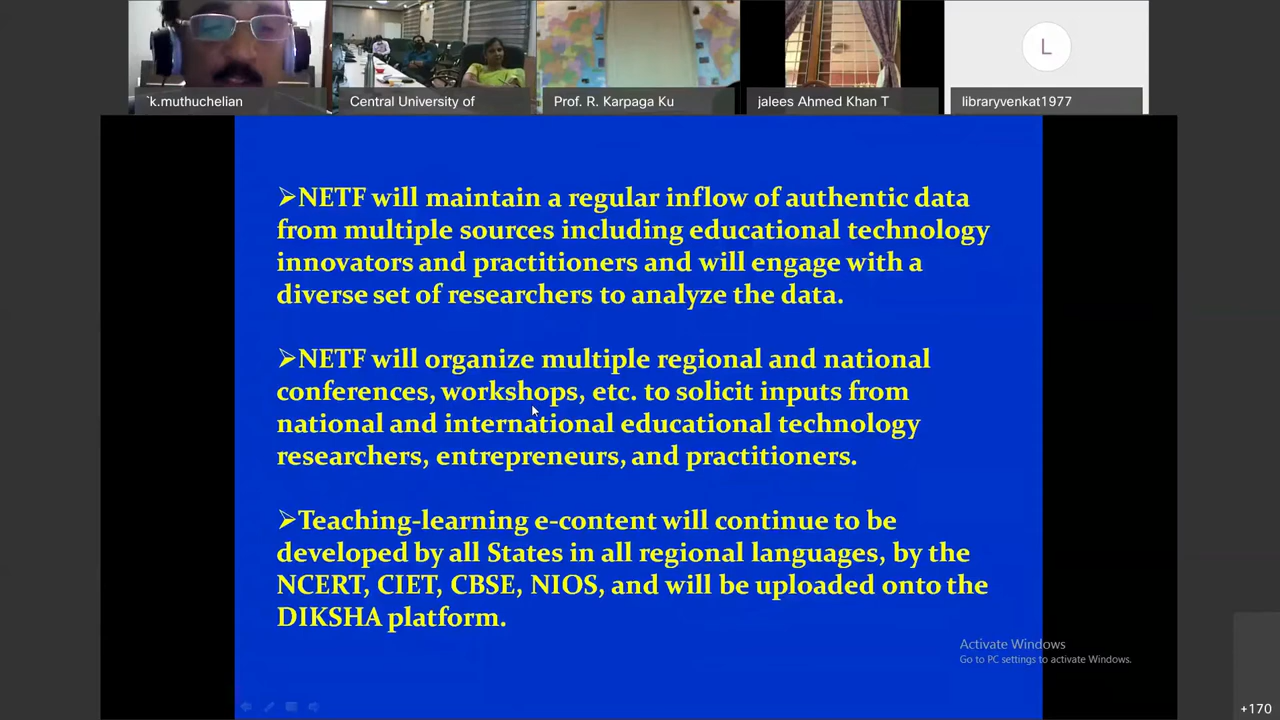 `k.muthuchelian
Central University of
Prof. R. Karpaga Ku
jalees Ahmed Khan T
L
libraryvenkat1977
➢NETF will maintain a regular inflow of authentic data
from multiple sources including educational technology
innovators and practitioners and will engage with a
diverse set of researchers to analyze the data.
➢NETF will organize multiple regional and national
conferences, workshops, etc. to solicit inputs from
national and international educational technology
researchers, entrepreneurs, and practitioners.
➢Teaching-learning e-content will continue to be
developed by all States in all regional languages, by the
NCERT, CIET, CBSE, NIOS, and will be uploaded onto the
DIKSHA platform.
Activate Windows
Go to PC settings to activate Windows.
+170